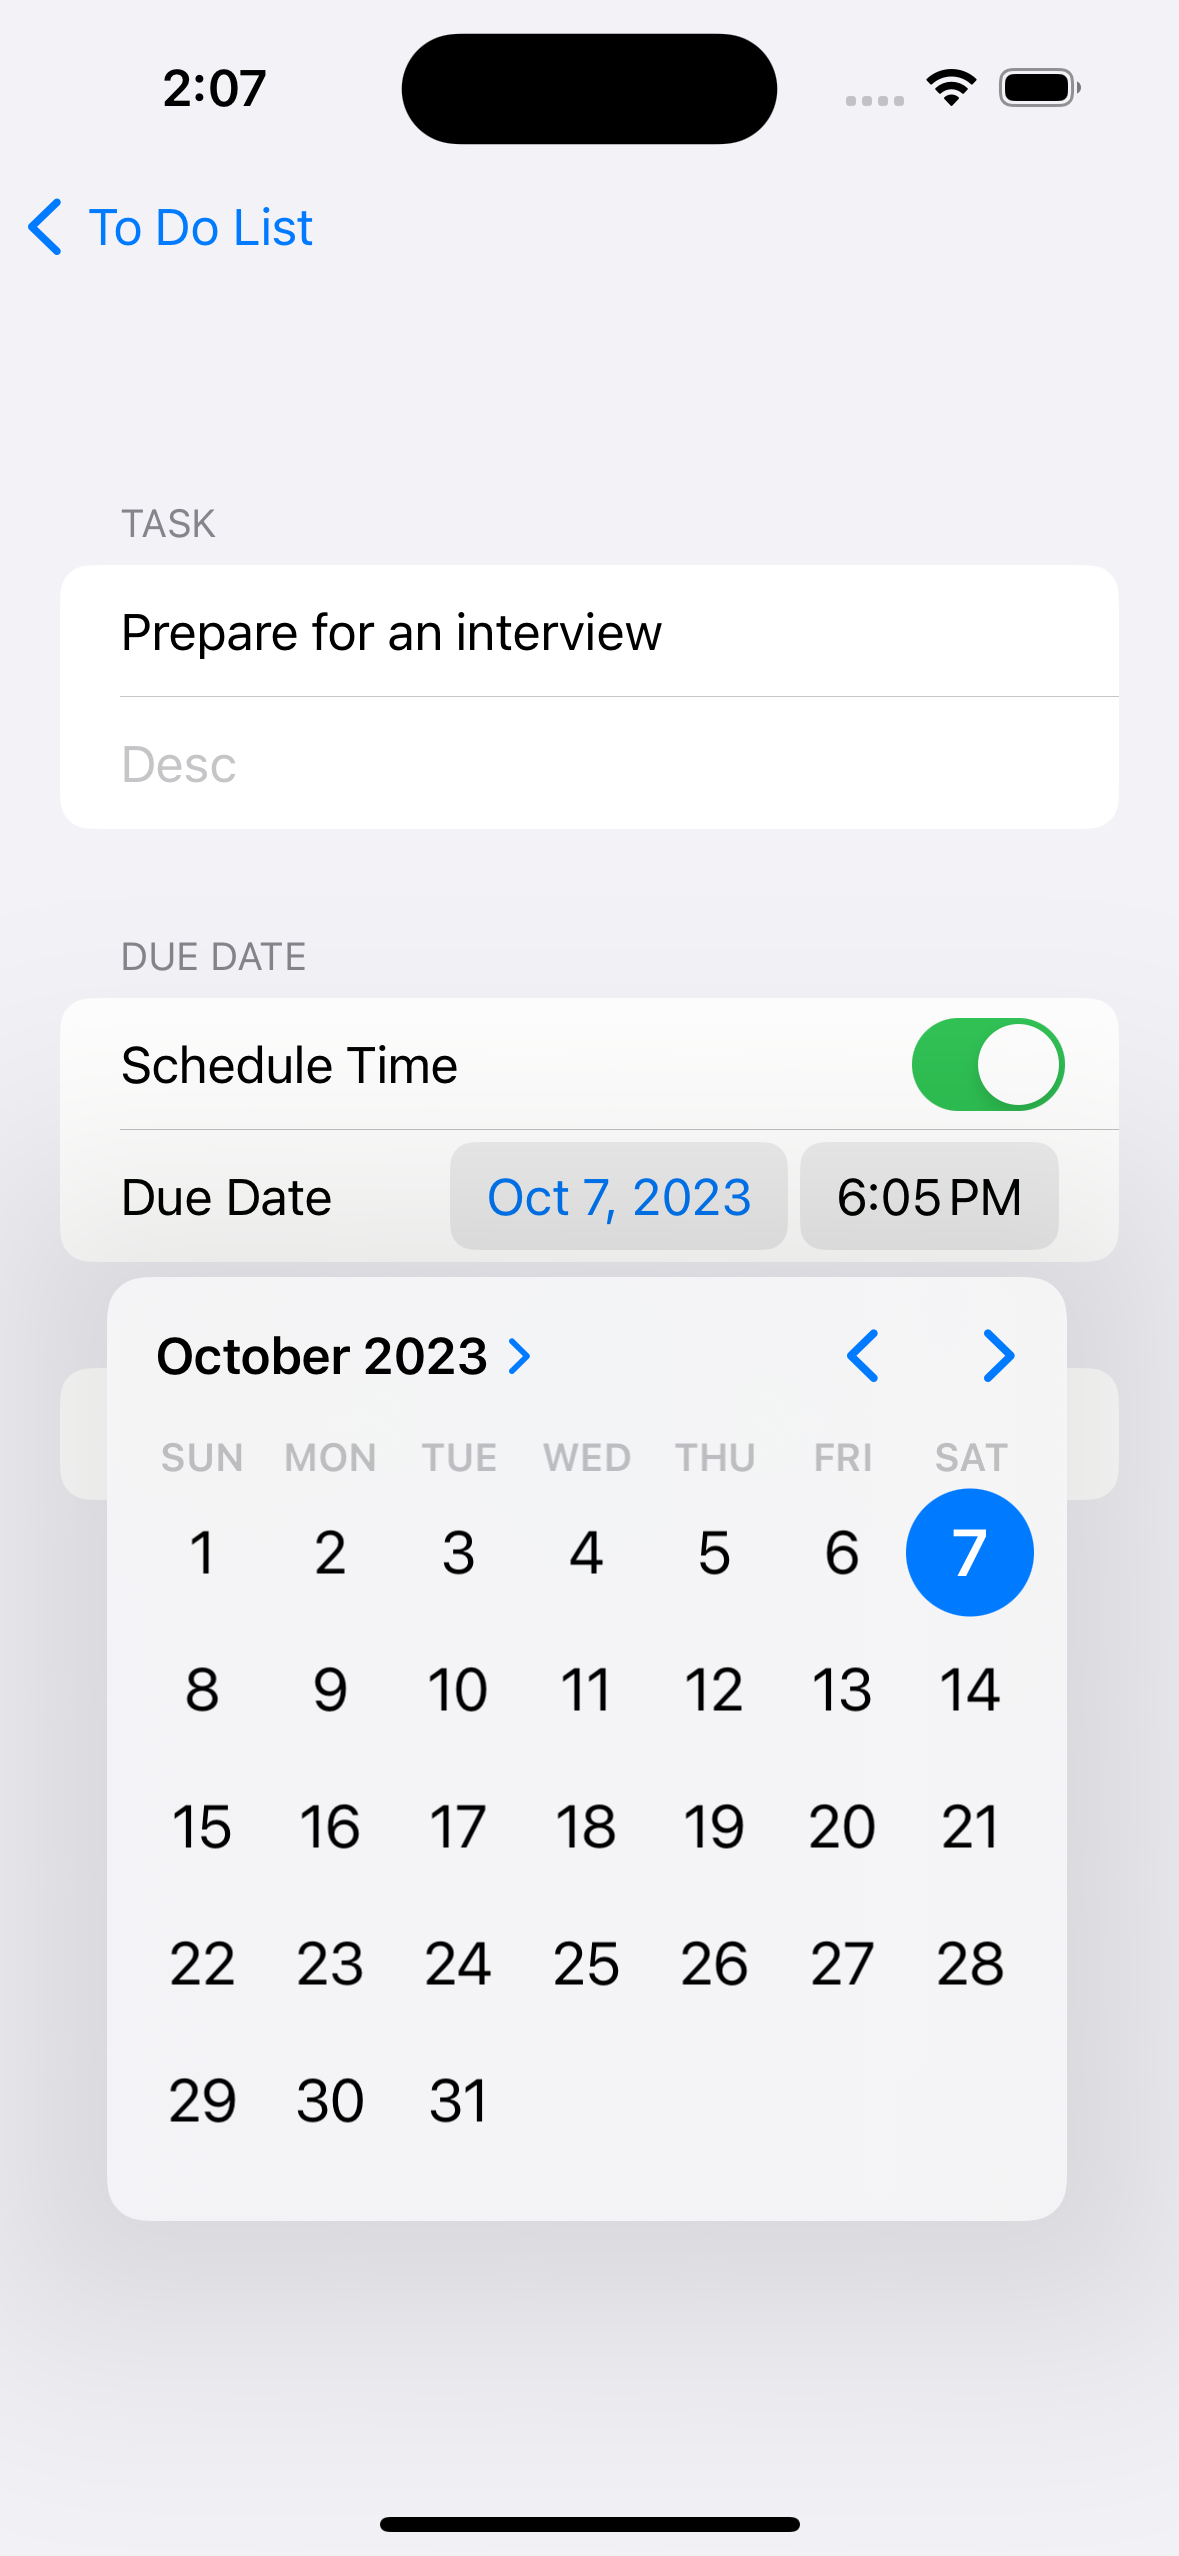 2:07
To Do List
TASK
Prepare for an interview
Desc
DUE DATE
Schedule Time
Due Date Oct 7, 2023 6:05 PM
October 2023
SUN MON TUE WED THU FRI SAT
1 2 3 4 5 6 7
8 9 10 11 12 13 14
15 16 17 18 19 20 21
22 23 24 25 26 27 28
29 30 31